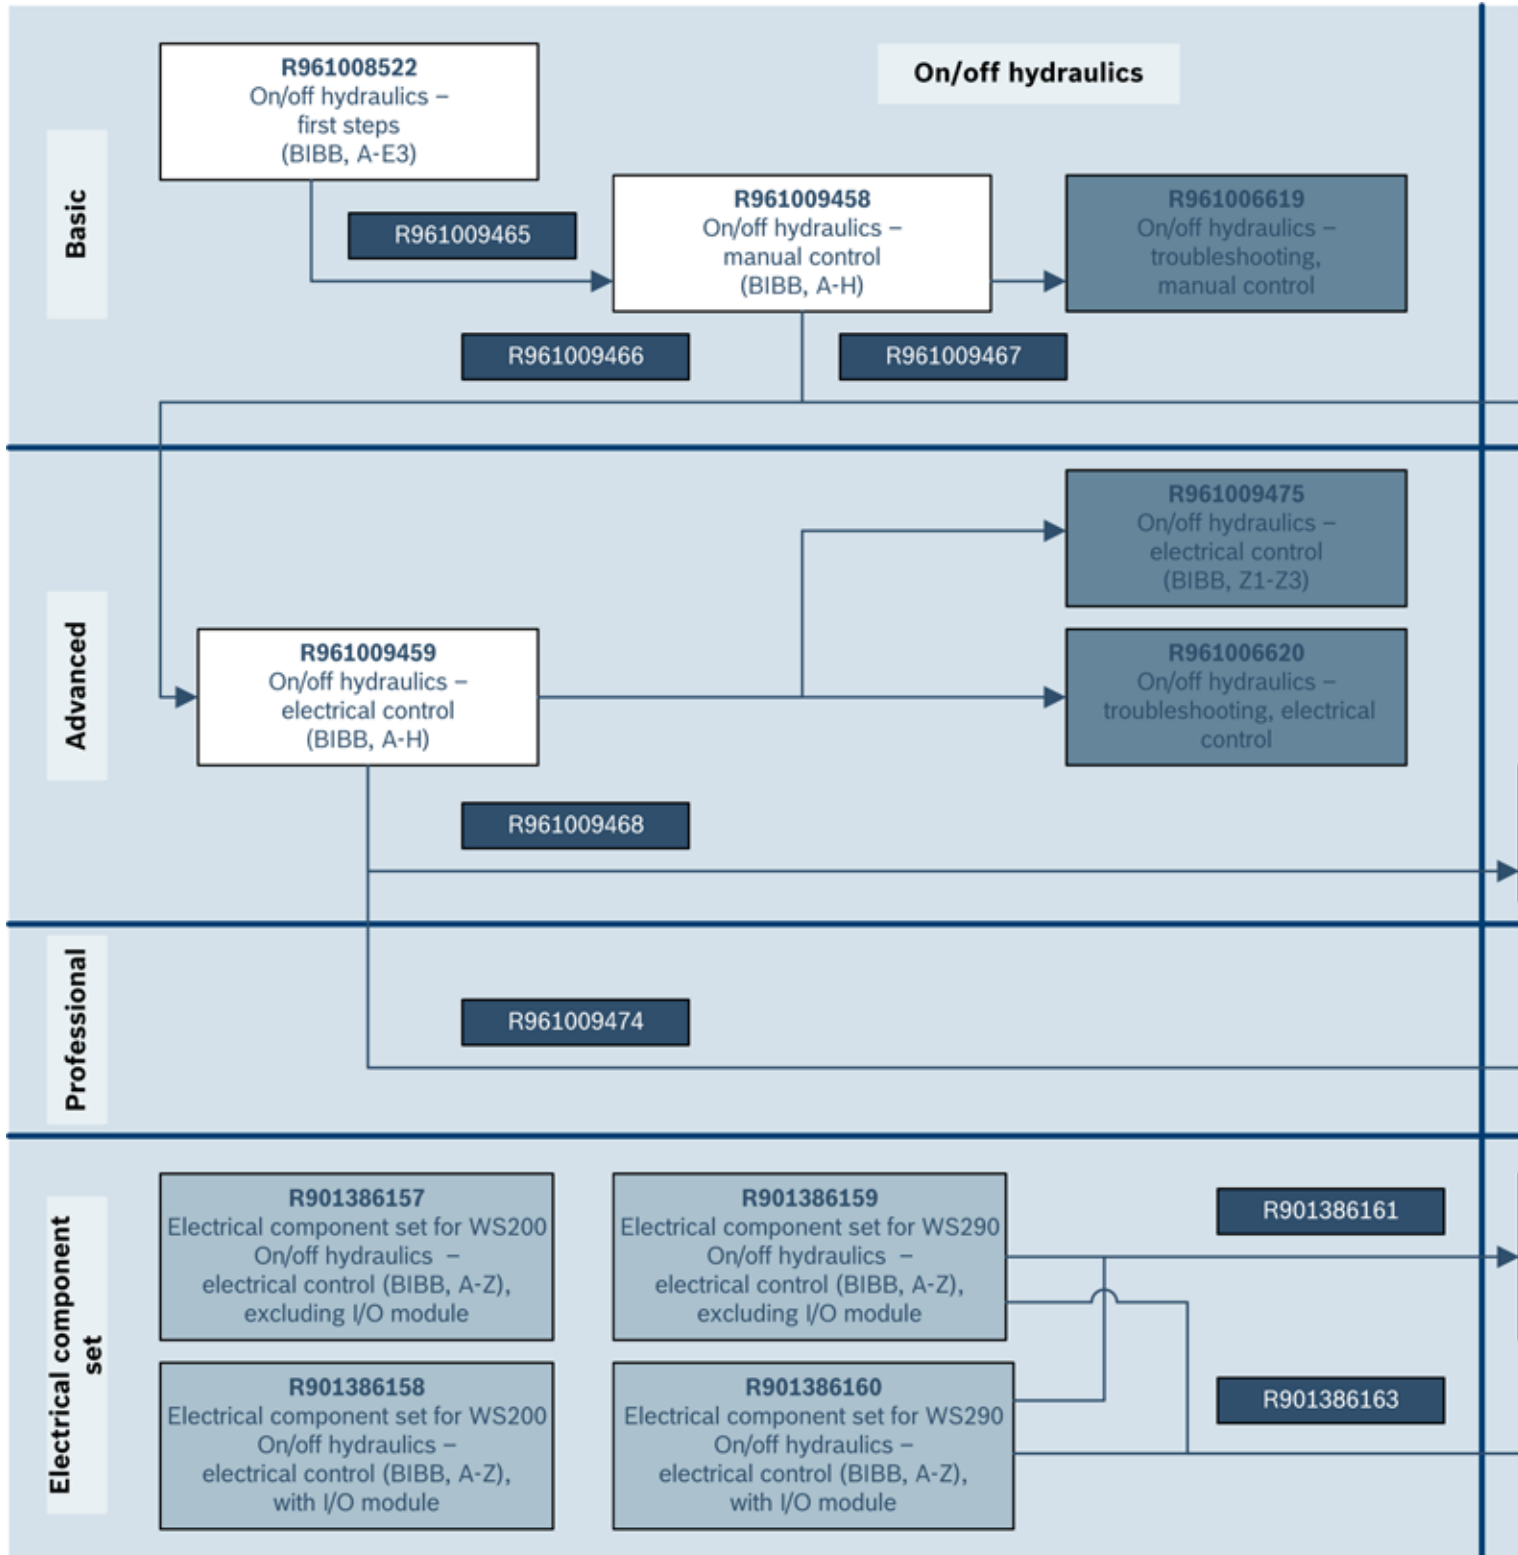 On/off hydraulics
Basic
R961008522
On/off hydraulics –
first steps
(BIBB, A-E3)
R961009465
R961009458
On/off hydraulics –
manual control
(BIBB, A-H)
R961006619
On/off hydraulics –
troubleshooting,
manual control
R961009466
R961009467
Advanced
R961009475
On/off hydraulics –
electrical control
(BIBB, Z1-Z3)
R961009459
On/off hydraulics –
electrical control
(BIBB, A-H)
R961006620
On/off hydraulics –
troubleshooting, electrical
control
R961009468
Professional
R961009474
Electrical component
set
R901386157
Electrical component set for WS200
On/off hydraulics –
electrical control (BIBB, A-Z),
excluding I/O module
R901386159
Electrical component set for WS290
On/off hydraulics –
electrical control (BIBB, A-Z),
excluding I/O module
R901386161
R901386158
Electrical component set for WS200
On/off hydraulics –
electrical control (BIBB, A-Z),
with I/O module
R901386160
Electrical component set for WS290
On/off hydraulics –
electrical control (BIBB, A-Z),
with I/O module
R901386163